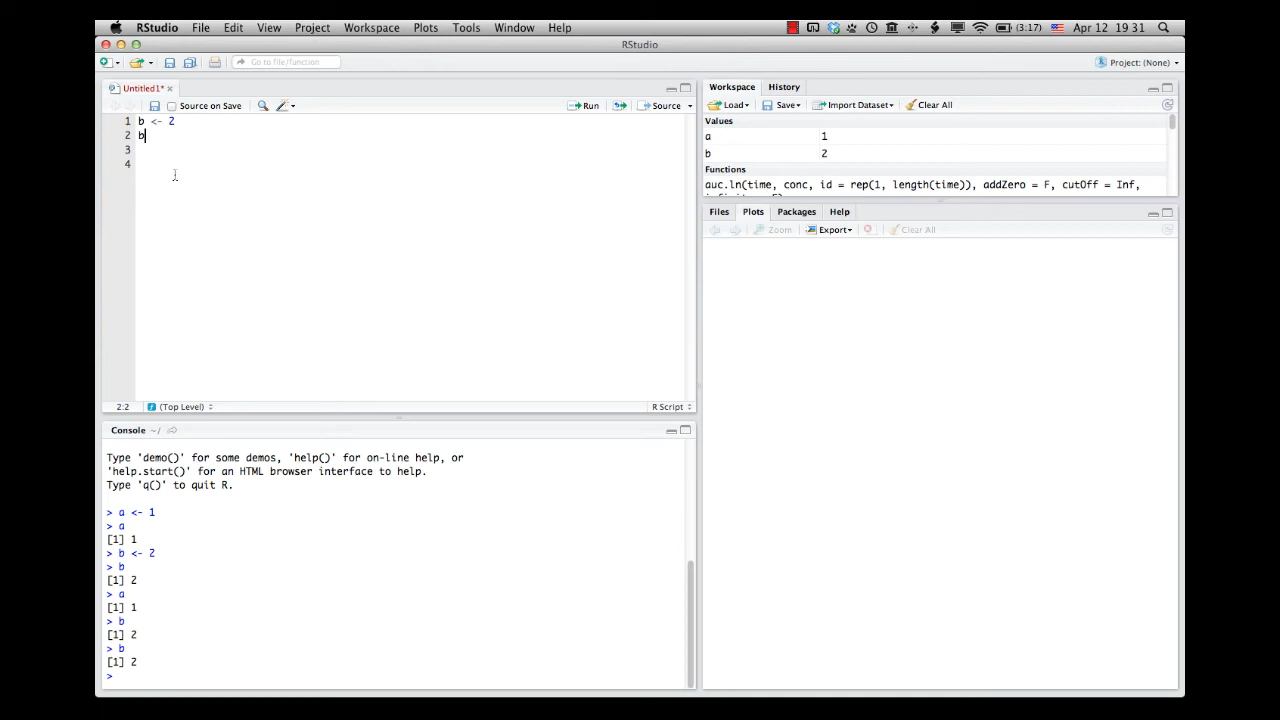 RStudio File Edit View Project Workspace Plots Tools Window Help (3:17) Apr 12 19:31
RStudio
Go to file/function Project: (None)
Untitled1*
Source on Save Run Source
1 b <- 2
2 b
3
4
2:2 (Top Level) R Script
Console ~/
Type 'demo()' for some demos, 'help()' for on-line help, or
'help.start()' for an HTML browser interface to help.
Type 'q()' to quit R.
> a <- 1
> a
[1] 1
> b <- 2
> b
[1] 2
> a
[1] 1
> b
[1] 2
> b
[1] 2
>
Workspace History
Load Save Import Dataset Clear All
Values
a 1
b 2
Functions
auc.ln(time, conc, id = rep(1, length(time)), addZero = F, cutOff = Inf,
Files Plots Packages Help
Zoom Export Clear All